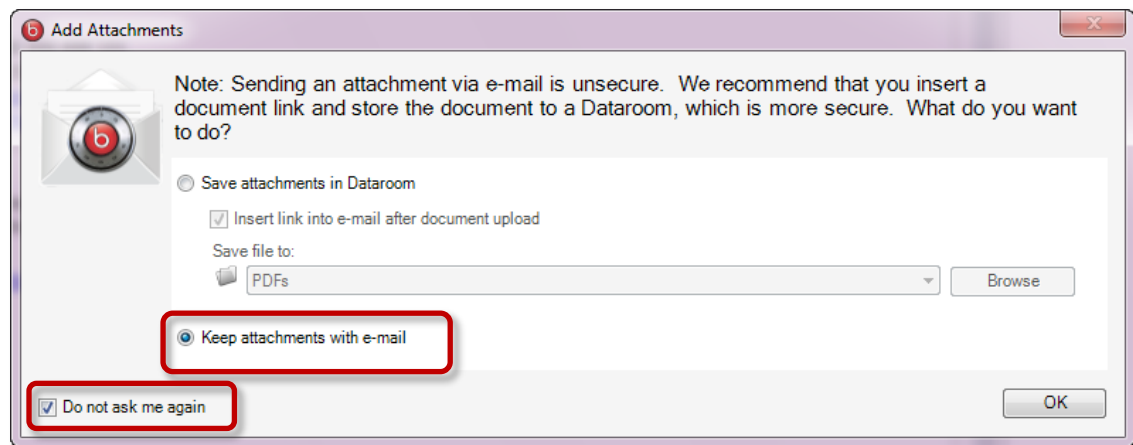 Add Attachments
Note: Sending an attachment via e-mail is unsecure. We recommend that you insert a
document link and store the document to a Dataroom, which is more secure. What do you want
to do?
Save attachments in Dataroom
Insert link into e-mail after document upload
Save file to:
PDFs
Browse
Keep attachments with e-mail
Do not ask me again
OK